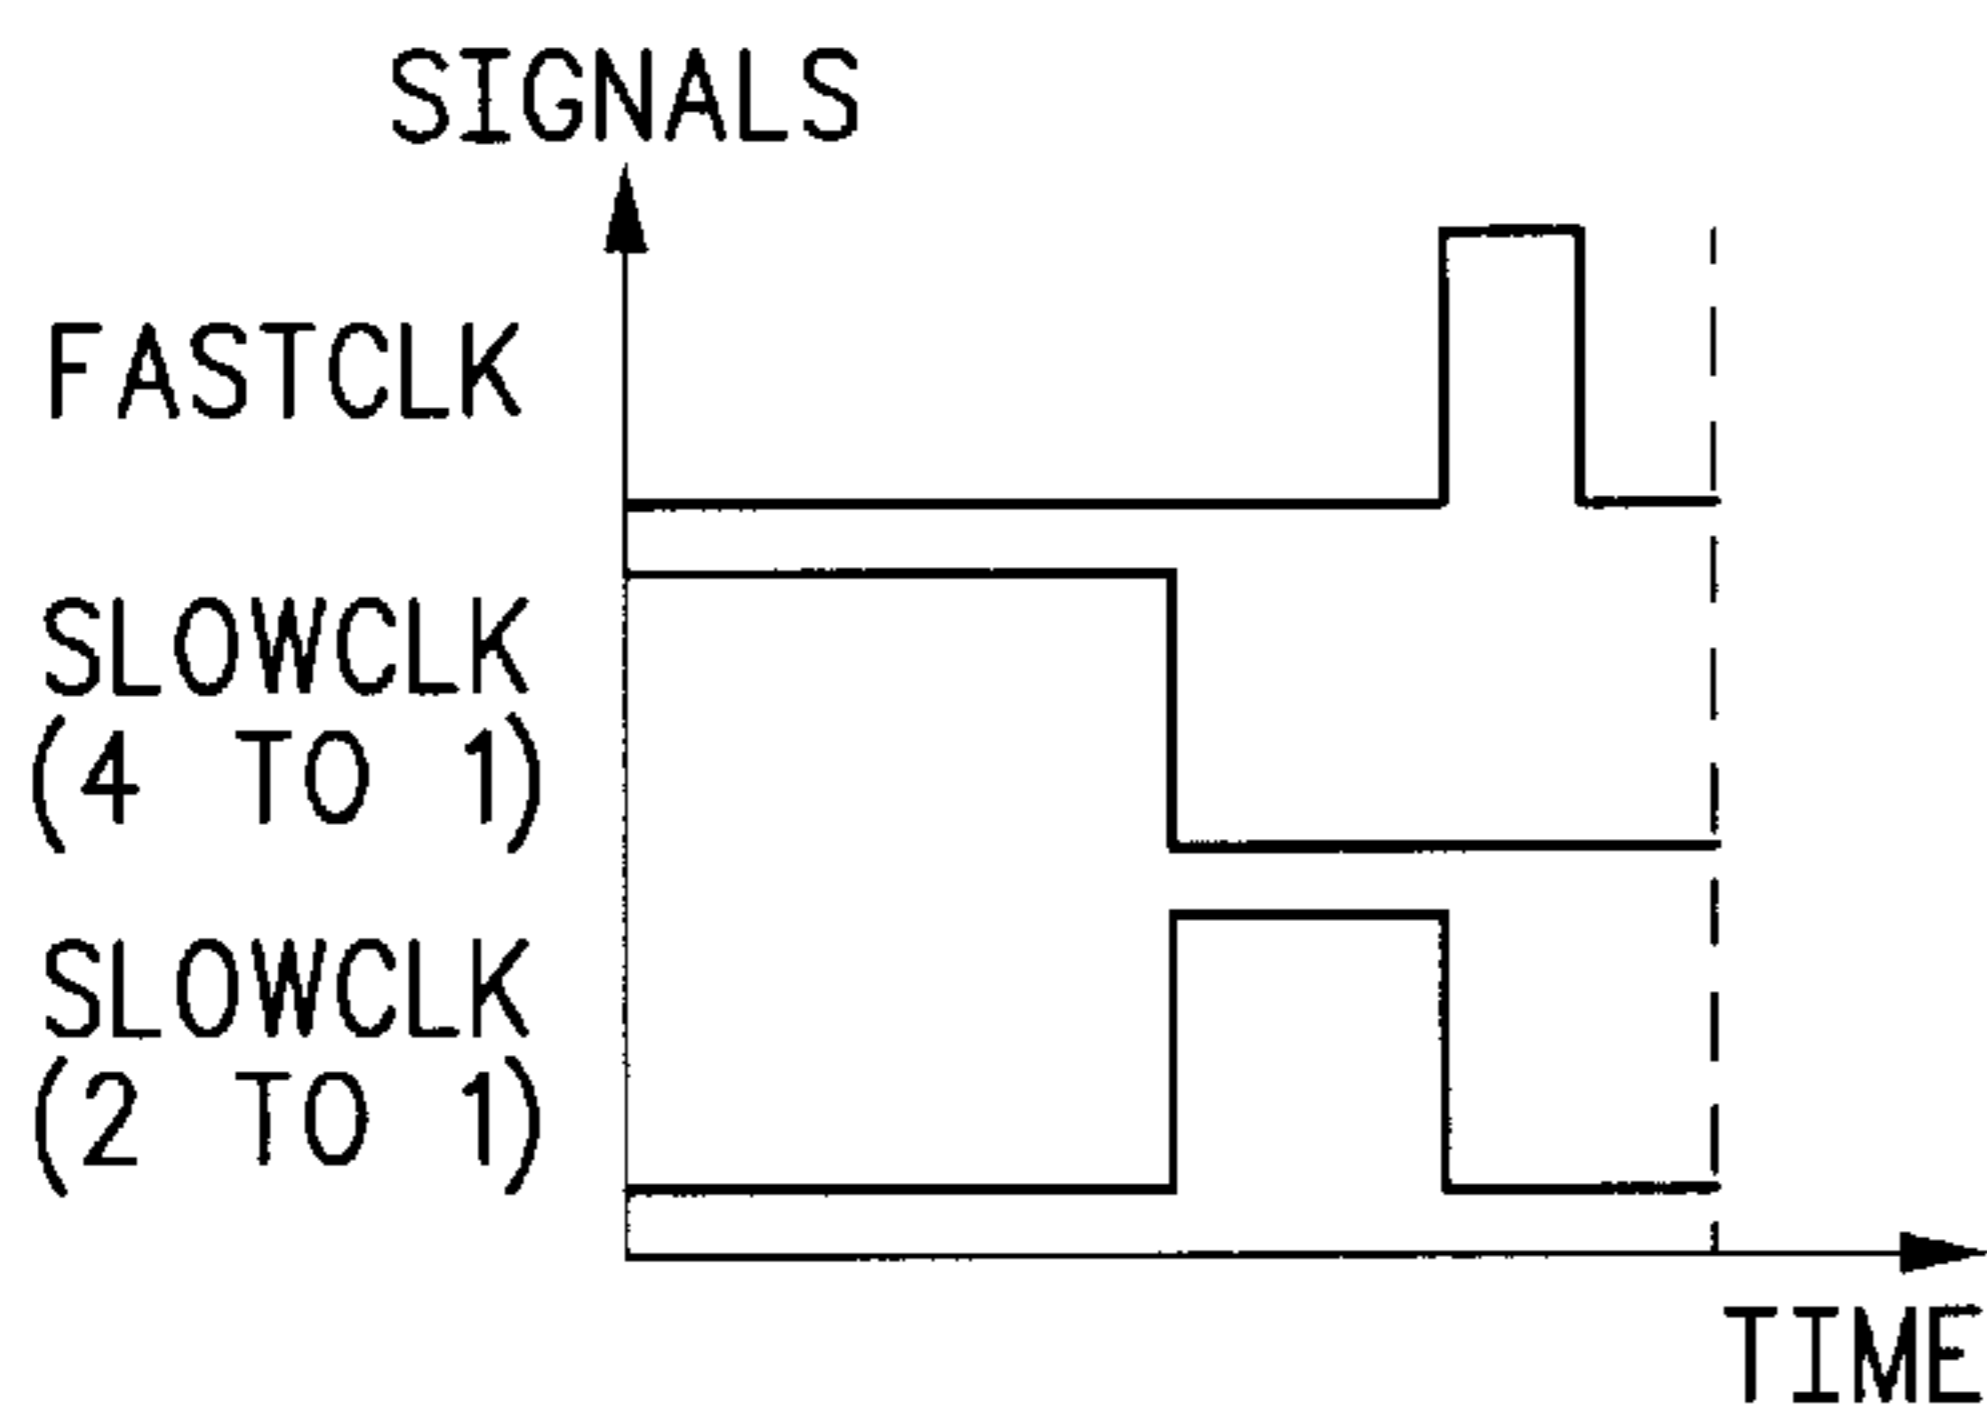 SIGNALS
FASTCLK
SLOWCLK
(4 TO 1)
SLOWCLK
(2 TO 1)
TIME